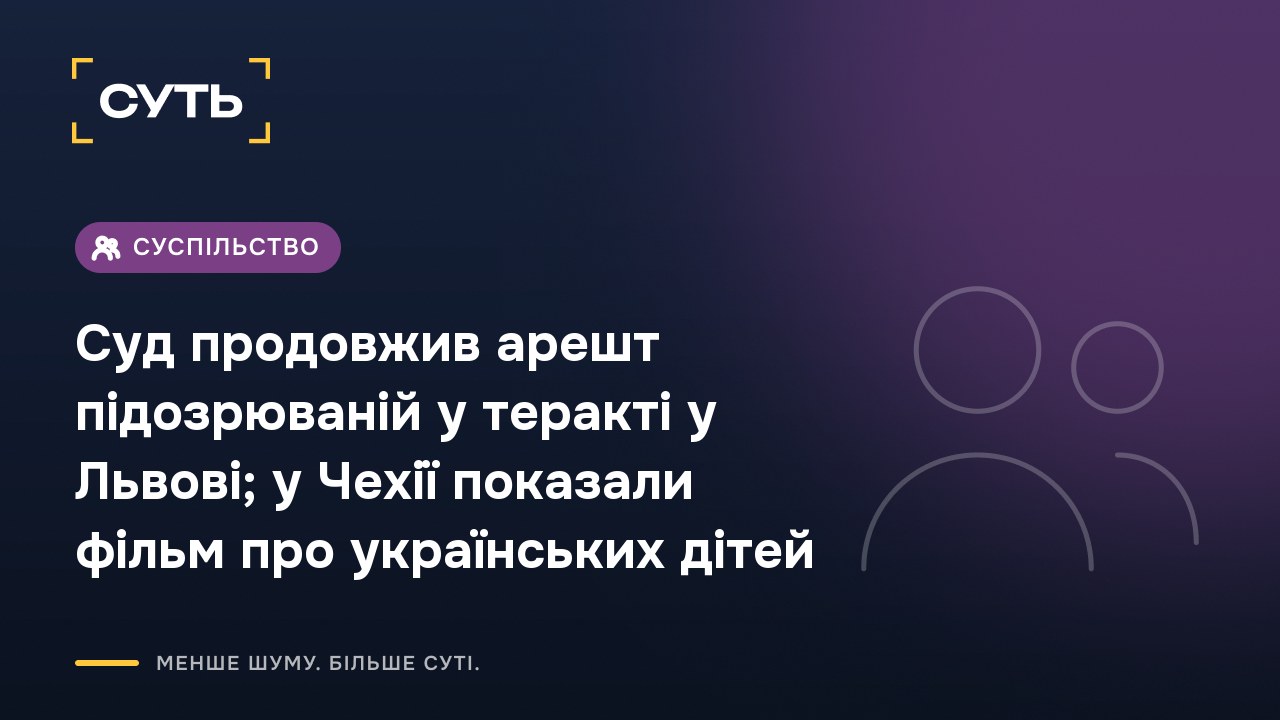 СУТЬ
СУСПІЛЬСТВО
Суд продовжив арешт
підозрюваній у теракті у
Львові; у Чехії показали
фільм про українських дітей
МЕНШЕ ШУМУ. БІЛЬШЕ СУТІ.